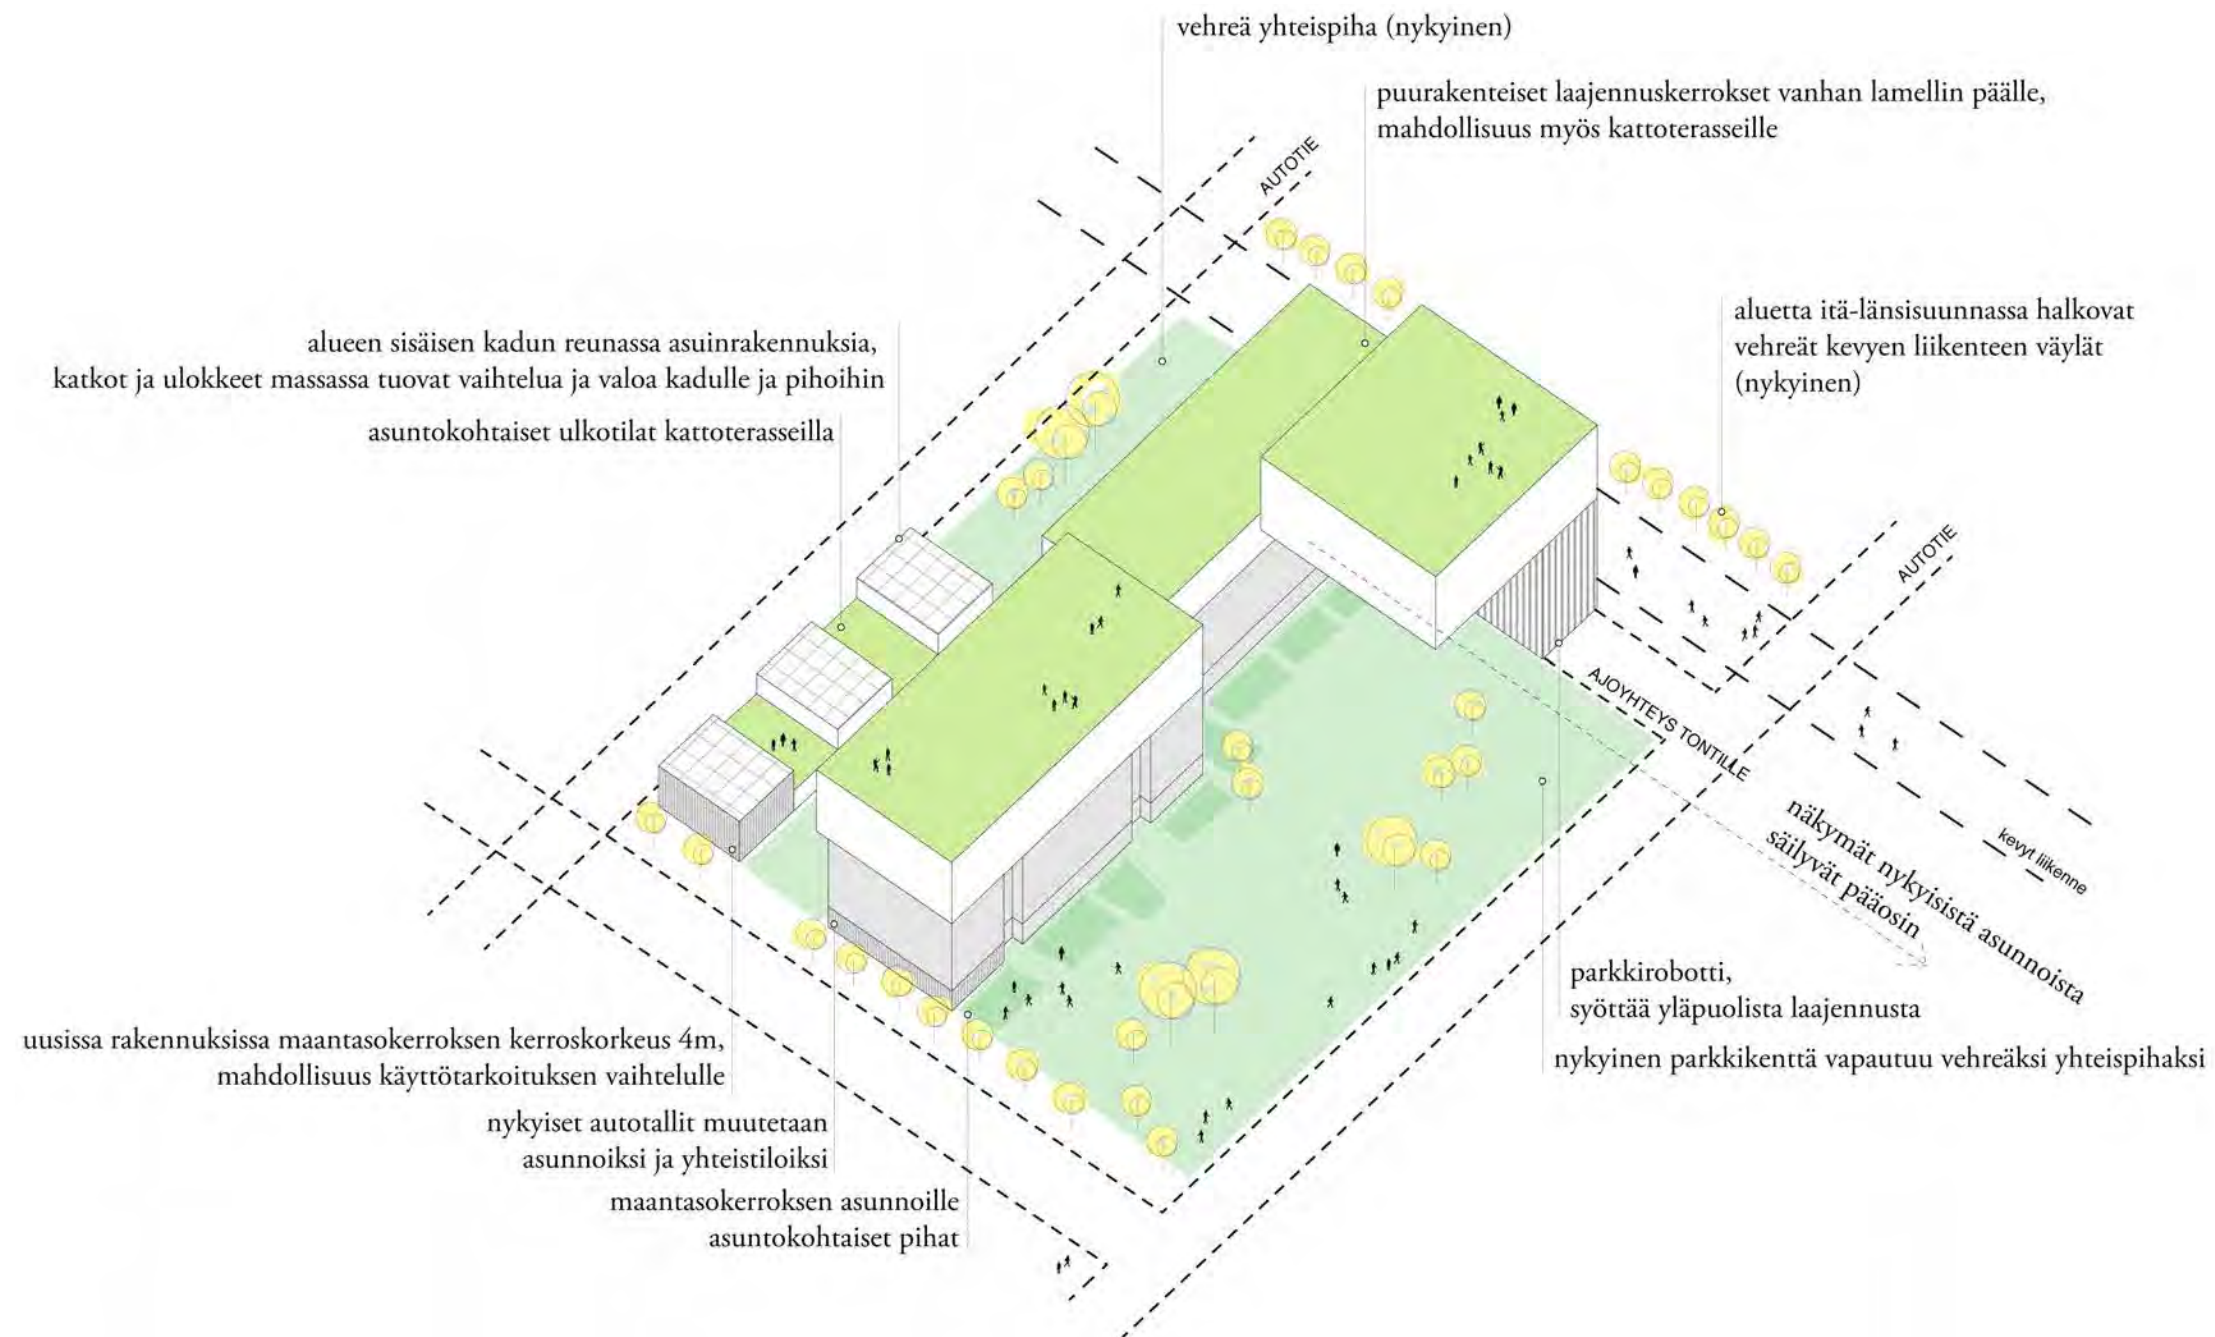 vehreä yhteispiha (nykyinen)
puurakenteiset laajennuskerrokset vanhan lamellin päälle,
mahdollisuus myös kattoterasseille
AUTOTIE
alueen sisäisen kadun reunassa asuinrakennuksia,
katkot ja ulokkeet massassa tuovat vaihtelua ja valoa kadulle ja pihoihin
asuntokohtaiset ulkotilat kattoterasseilla
aluetta itä-länsisuunnassa halkovat
vehreät kevyen liikenteen väylät
(nykyinen)
AUTOTIE
AJOYHTEYS TONTILLE
kevyt liikenne
näkymät nykyisistä asunnoista
säilyvät pääosin
parkkirobotti,
syöttää yläpuolista laajennusta
nykyinen parkkikenttä vapautuu vehreäksi yhteispihaksi
uusissa rakennuksissa maantasokerroksen kerroskorkeus 4m,
mahdollisuus käyttötarkoituksen vaihtelulle
nykyiset autotallit muutetaan
asunnoiksi ja yhteistiloiksi
maantasokerroksen asunnoille
asuntokohtaiset pihat